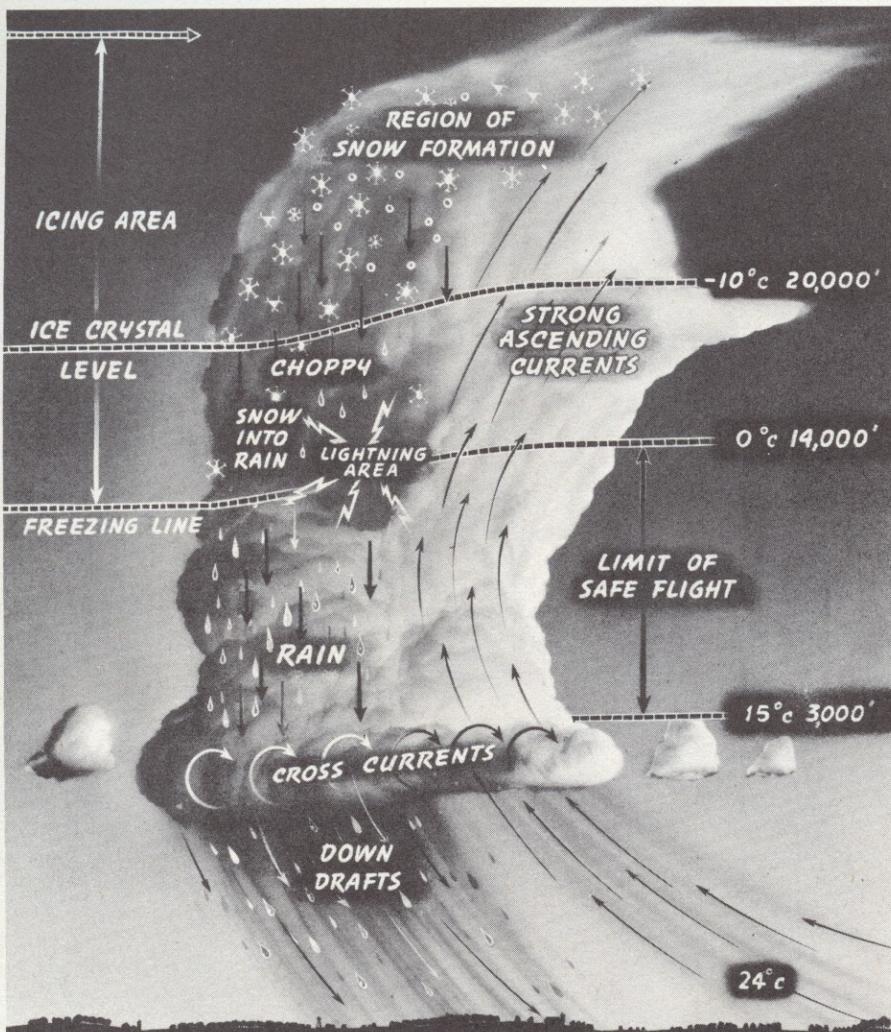 REGION OF
SNOW FORMATION
ICING AREA
-10°C 20,000'
ICE CRYSTAL
LEVEL
STRONG
ASCENDING
CURRENTS
CHOPPY
SNOW
INTO
RAIN
LIGHTNING
AREA
0°C 14,000'
FREEZING LINE
LIMIT OF
SAFE FLIGHT
RAIN
15°C 3,000'
CROSS CURRENTS
DOWN
DRAFTS
24°C